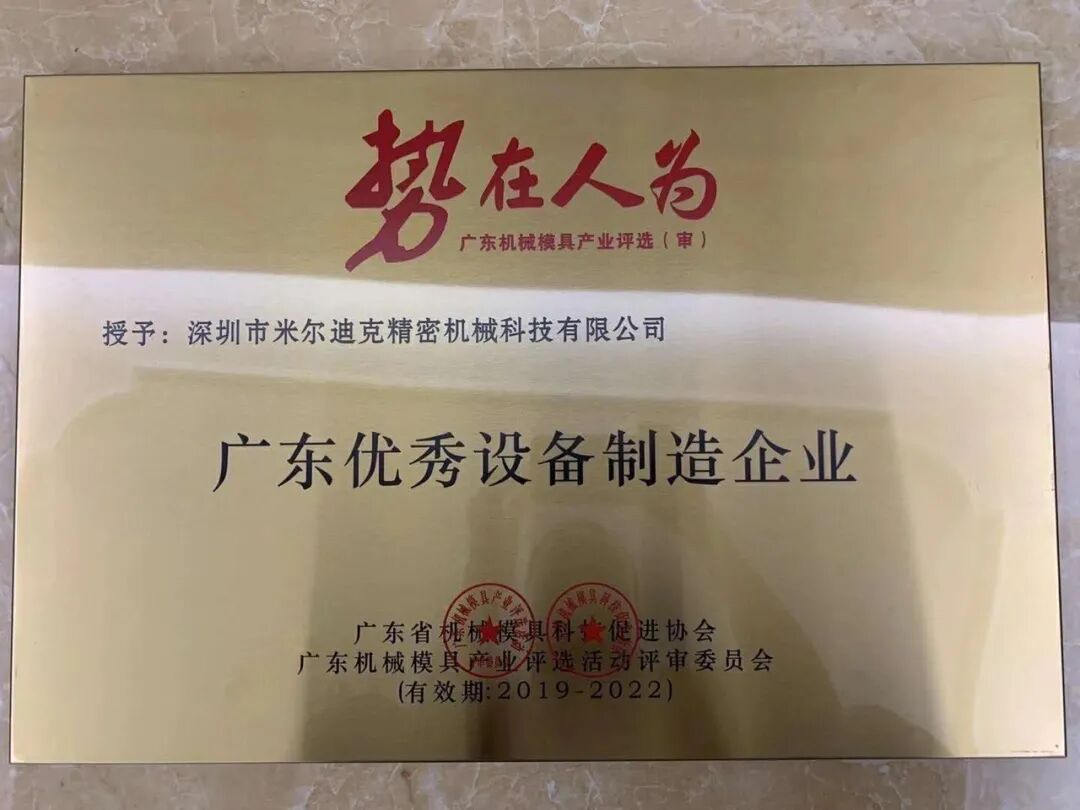 势在人为
广东机械模具产业评选（审）
授予：深圳市米尔迪克精密机械科技有限公司
广东优秀设备制造企业
广东省机械模具科技促进协会
广东机械模具产业评选活动评审委员会
(有效期:2019-2022)